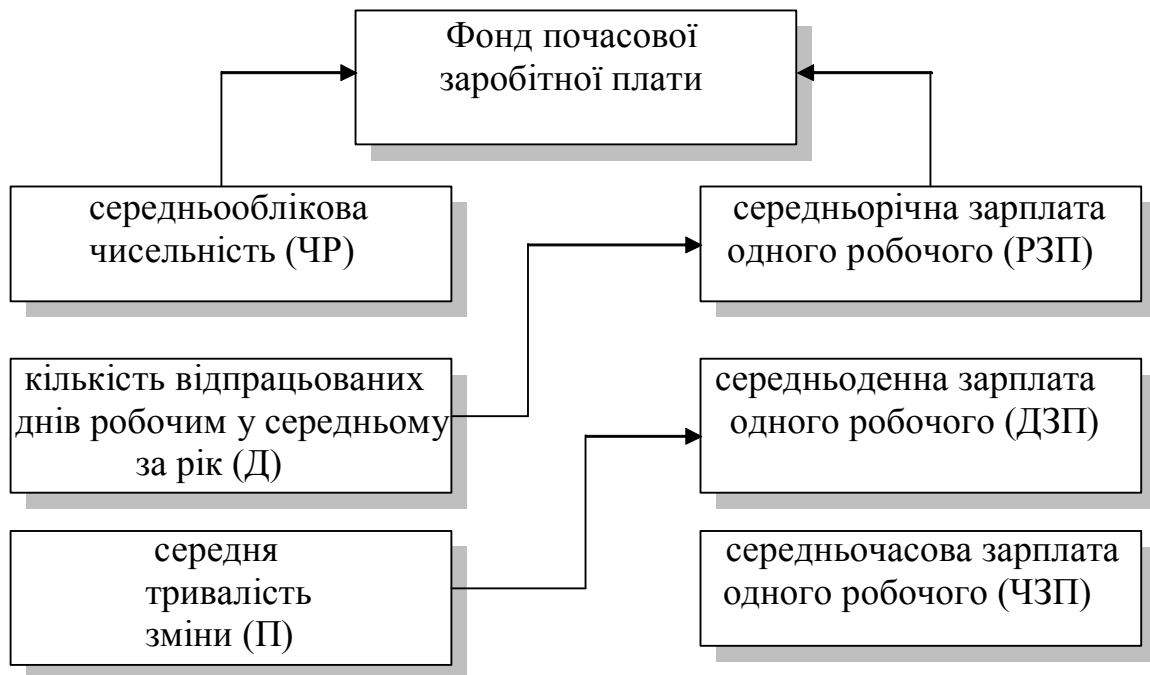 Фонд почасової
заробітної плати
середньооблікова
чисельність (ЧР)
середньорічна зарплата
одного робочого (РЗП)
кількість відпрацьованих
днів робочим у середньому
за рік (Д)
середньоденна зарплата
одного робочого (ДЗП)
середня
тривалість
зміни (П)
середньочасова зарплата
одного робочого (ЧЗП)